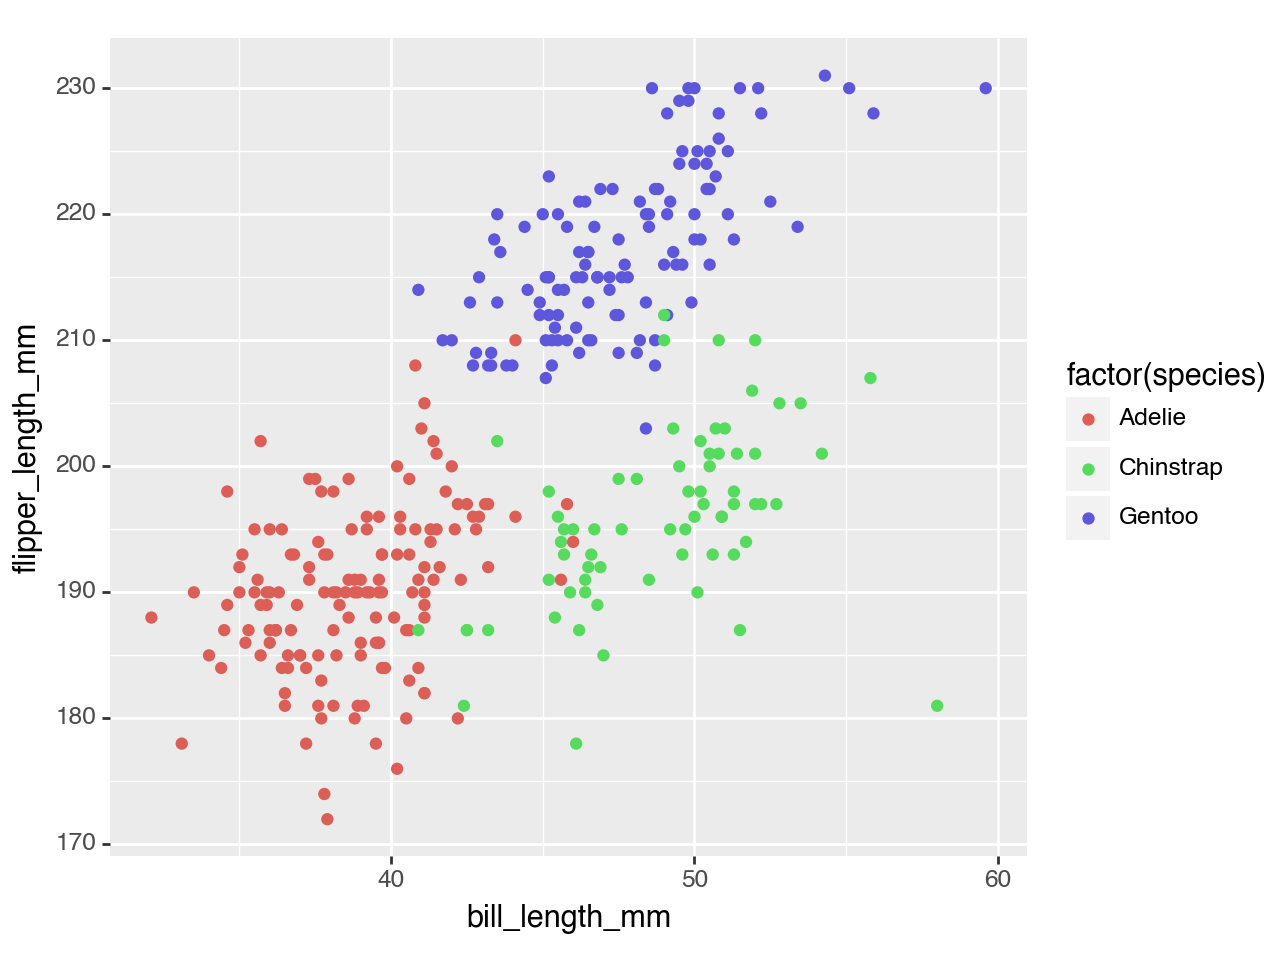 230
220
210
200
190
180
170
40
50
60
bill_length_mm
flipper_length_mm
factor(species)
Adelie
Chinstrap
Gentoo